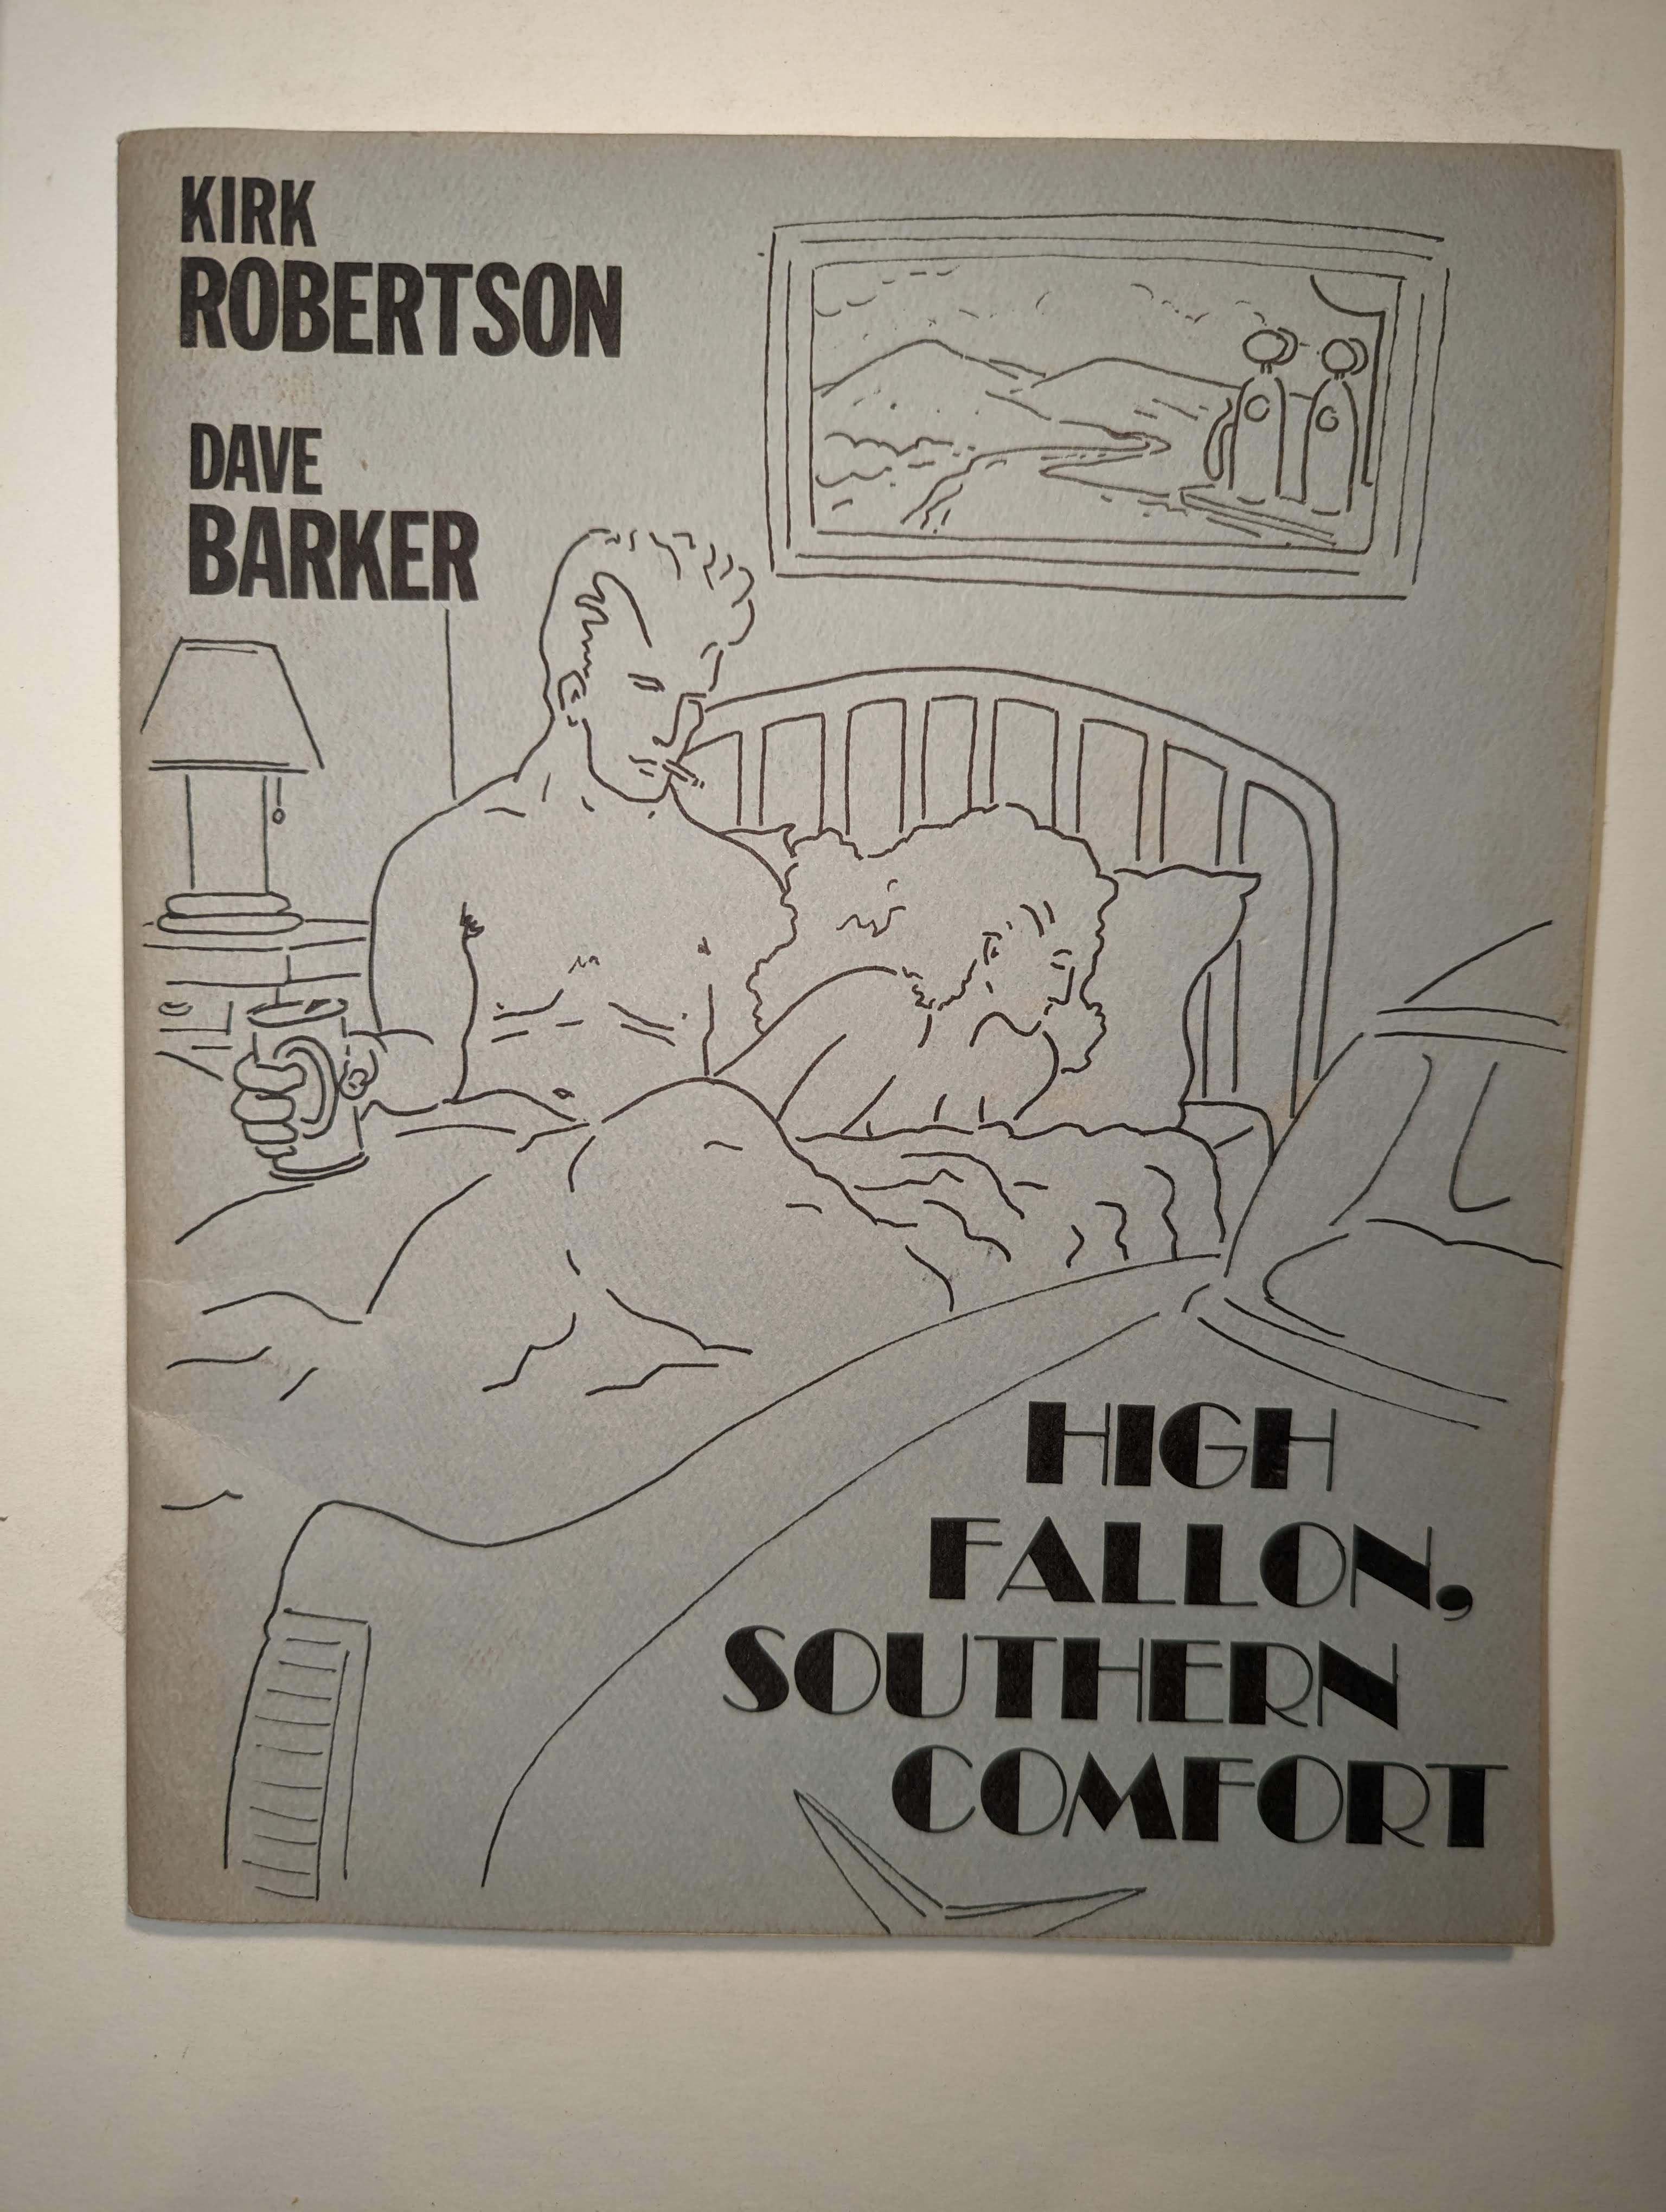 KIRK
ROBERTSON
DAVE
BARKER
HIGH
FALLON,
SOUTHERN
COMFORT